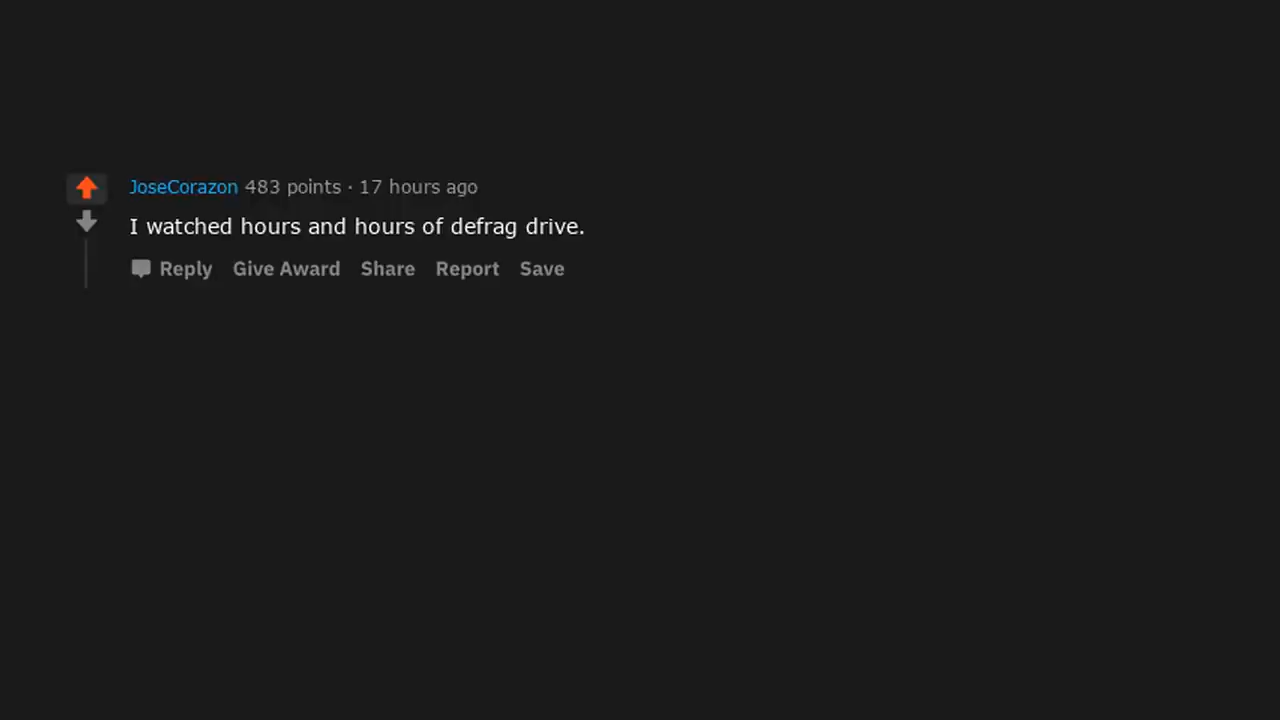 JoseCorazon 483 points · 17 hours ago
I watched hours and hours of defrag drive.
Reply Give Award Share Report Save